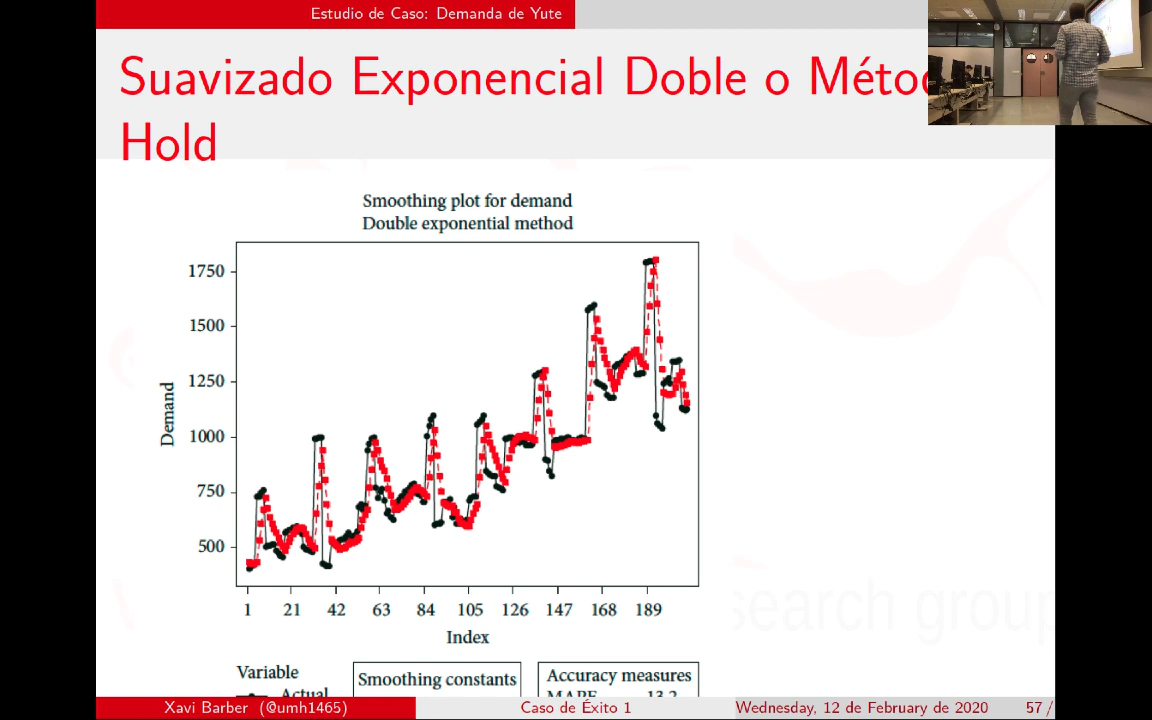 Estudio de Caso: Demanda de Yute
Suavizado Exponencial Doble o
Hold
Smoothing plot for demand
Double exponential method
1750
1500
1250
1000
750
500
Demand
1 21 42 63 84 105 126 147 168 189
Index
Variable
Actual
Smoothing constants
Accuracy measures
MAPE 13.2
search group
Xavi Barber (@umh1465) Caso de Éxito 1 Wednesday, 12 de February de 2020 57 /